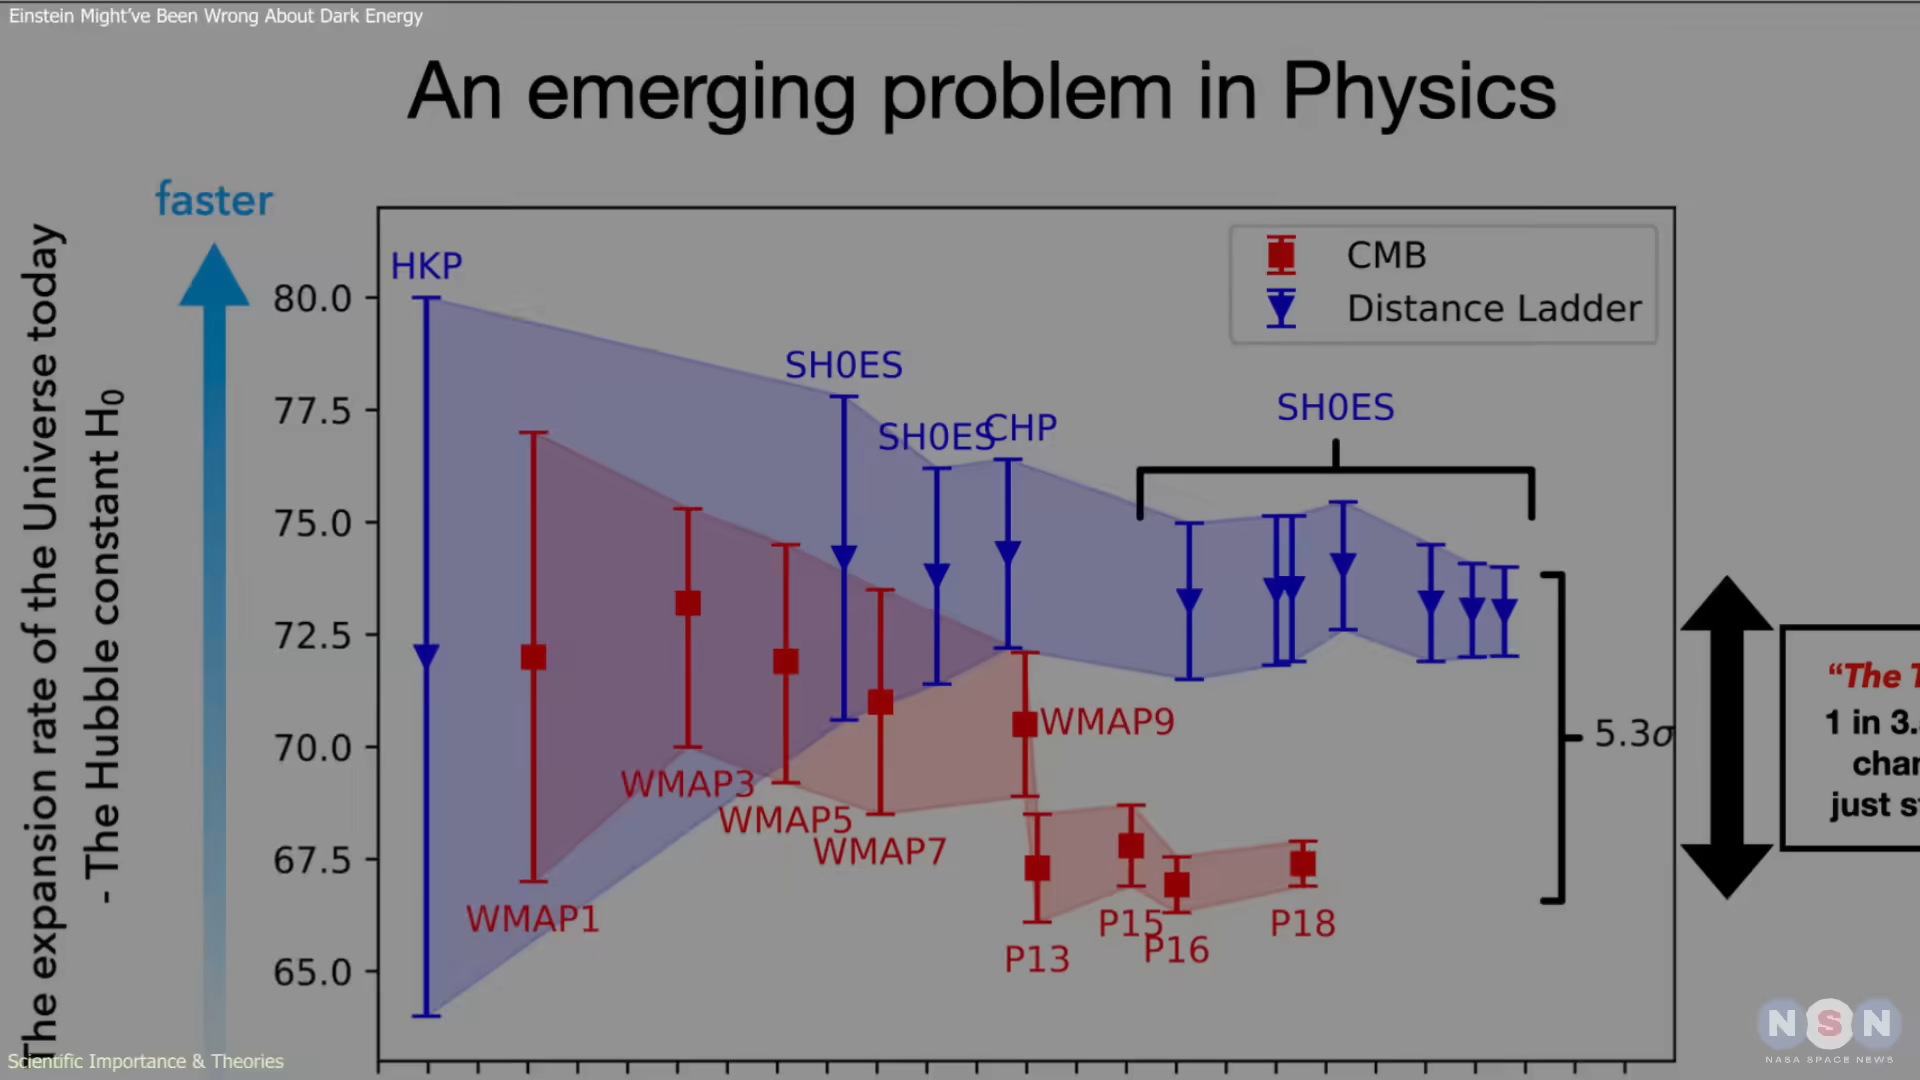 Einstein Might’ve Been Wrong About Dark Energy
An emerging problem in Physics
faster
The expansion rate of the Universe today
- The Hubble constant H₀
80.0
77.5
75.0
72.5
70.0
67.5
65.0
CMB
Distance Ladder
HKP
SH0ES
SH0ES
CHP
SH0ES
WMAP9
WMAP3
WMAP5
WMAP7
WMAP1
P15
P18
P16
P13
5.3σ
“The T
1 in 3.
char
just s
NSN
NASA SPACE NEWS
Scientific Importance & Theories